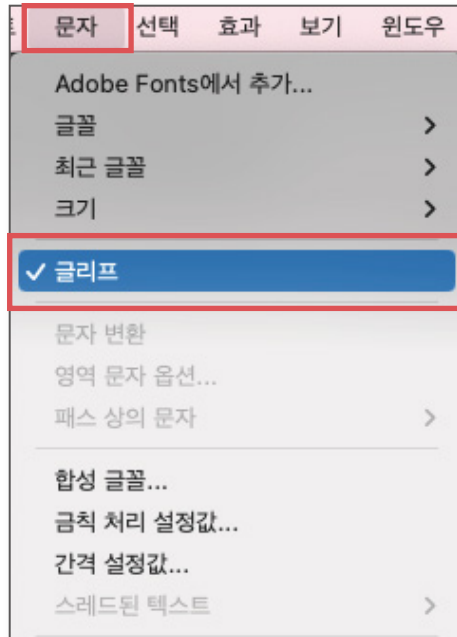 문자 선택 효과 보기 윈도우
Adobe Fonts에서 추가...
글꼴
최근 글꼴
크기
글리프
문자 변환
영역 문자 옵션...
패스 상의 문자
합성 글꼴...
금칙 처리 설정값...
간격 설정값...
스레드된 텍스트